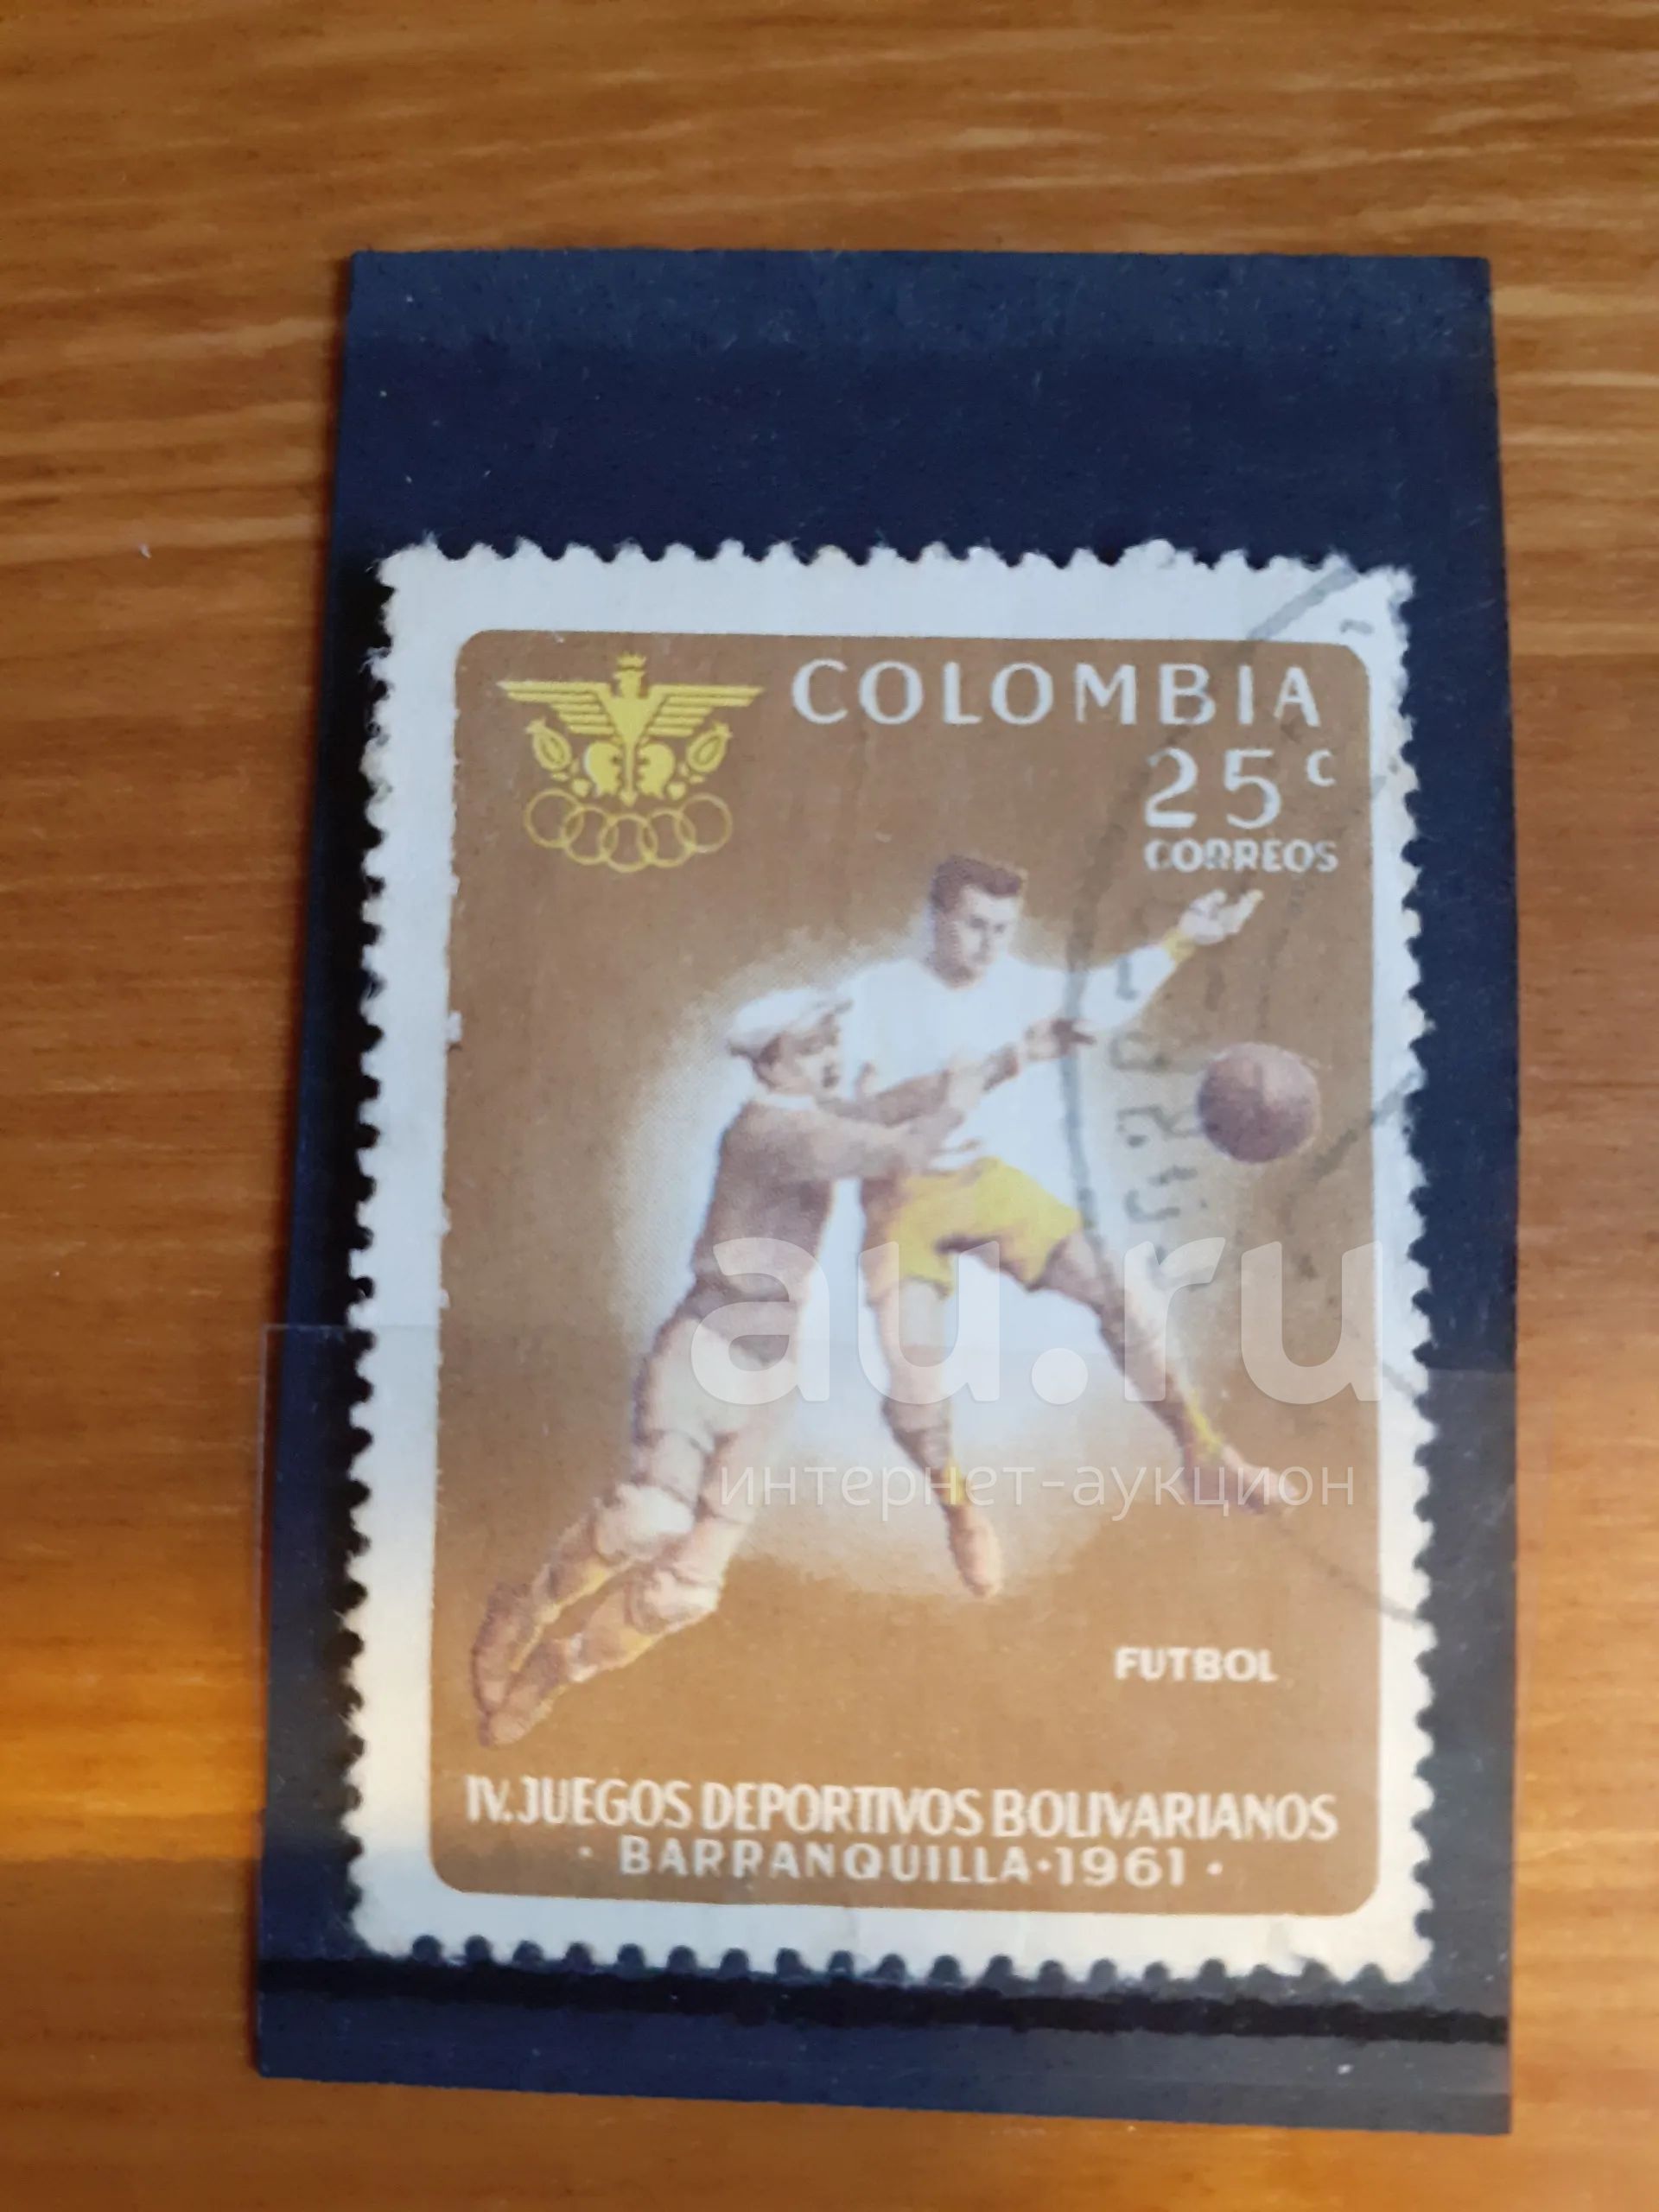 COLOMBIA
25c
CORREOS
au.ru
интернет-аукцион
FUTBOL
IV. JUEGOS DEPORTIVOS BOLIVARIANOS
· BARRANQUILLA · 1961 ·